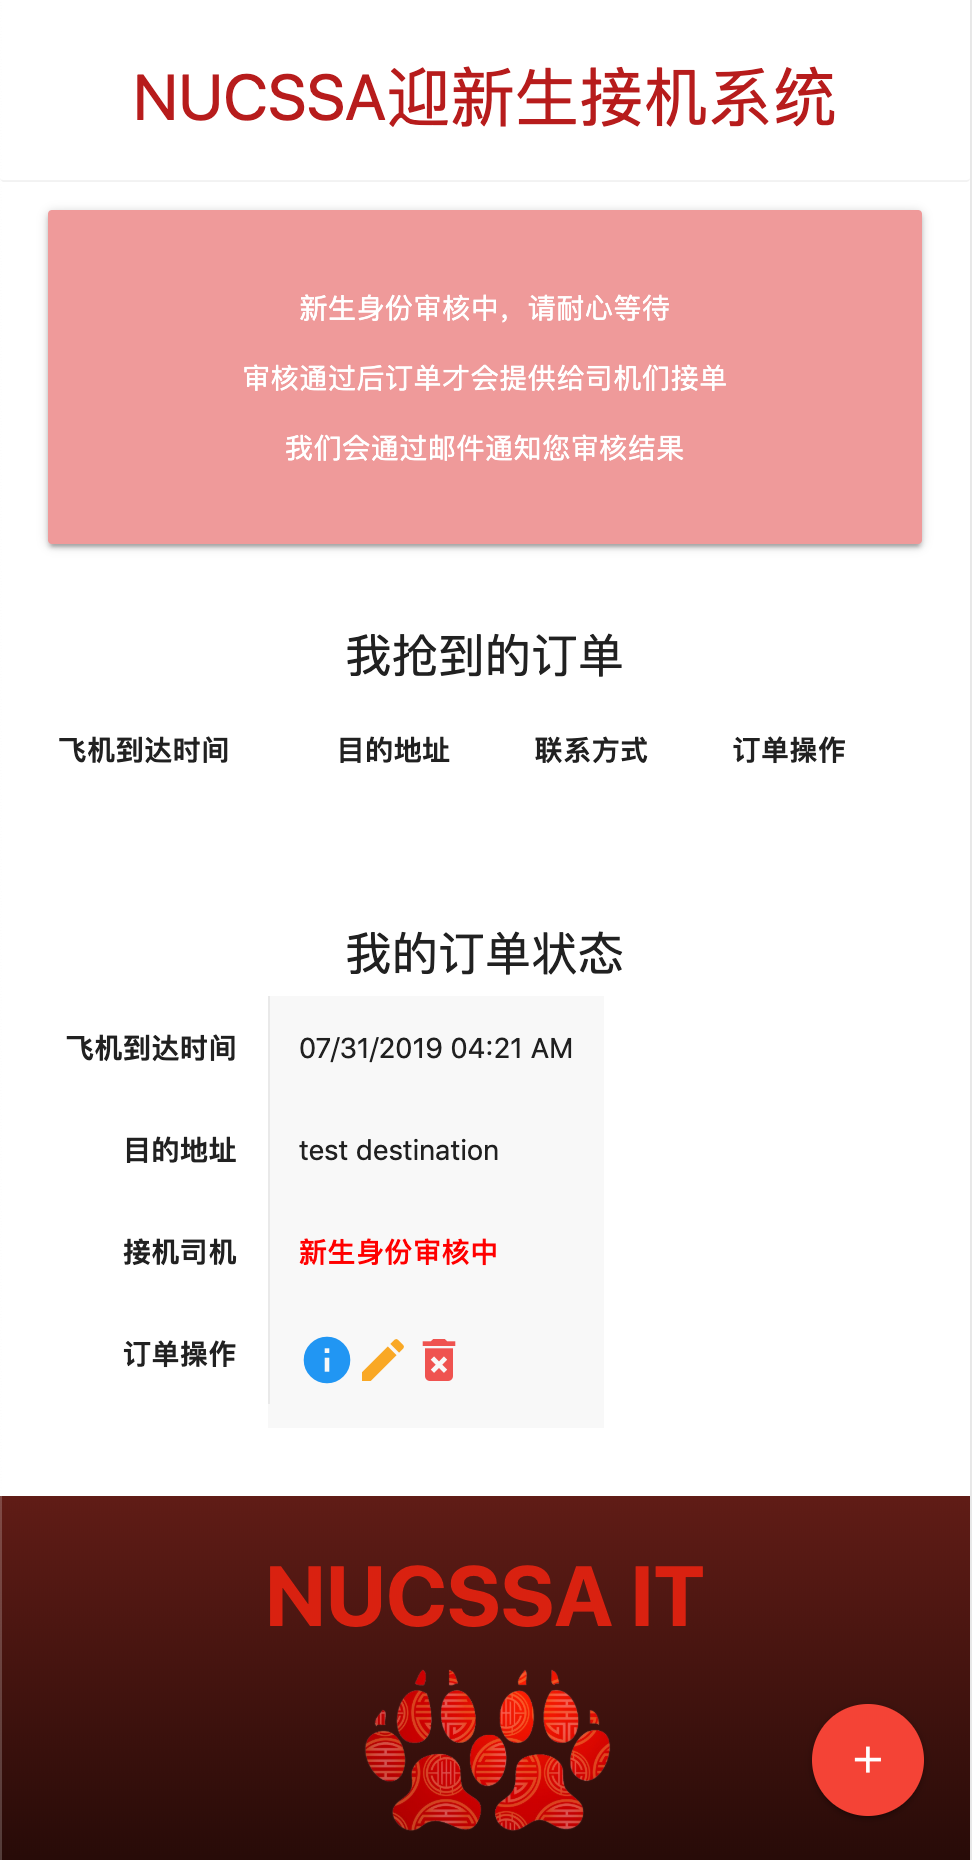 NUCSSA迎新生接机系统
新生身份审核中，请耐心等待
审核通过后订单才会提供给司机们接单
我们会通过邮件通知您审核结果
我抢到的订单
飞机到达时间 目的地址 联系方式 订单操作
我的订单状态
飞机到达时间 07/31/2019 04:21 AM
目的地址 test destination
接机司机 新生身份审核中
订单操作
NUCSSA IT